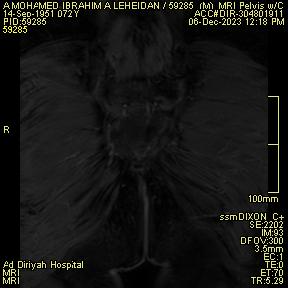 A MOHAMED IBRAHIM A LEHEIDAN / 59285 (M) MRI Pelvis w/C
14-Sep-1951 072Y
ACC#DIR-304801911
PID:59285
06-Dec-2023 12:18 PM
59285
R
100mm
ssmDIXON_C+
SE:2202
IM:93
DFOV:300
3.5mm
EC:1
Ad Diriyah Hospital
TE:0
MRI
ET:70
MRI
TR:5.29